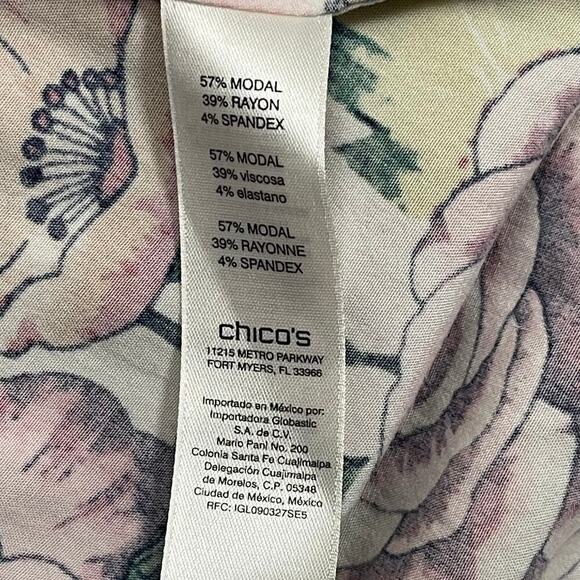 57% MODAL
39% RAYON
4% SPANDEX
57% MODAL
39% viscosa
4% elastano
57% MODAL
39% RAYONNE
4% SPANDEX
chico's
11215 METRO PARKWAY
FORT MYERS, FL 33966
Importado en México por:
Importadora Globastic
S.A. de C.V.
Mario Pani No. 200
Colonia Santa Fe Cuajimalpa
Delegación Cuajimalpa
de Morelos, C.P. 05348
Ciudad de México, México
RFC: IGL090327SE5